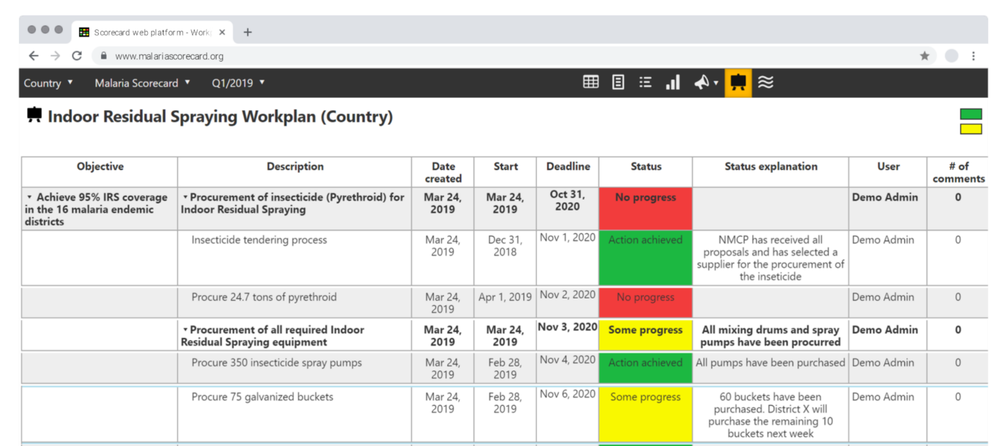 Scorecard web platform - Work
www.malariascorecard.org
Country Malaria Scorecard Q1/2019
Indoor Residual Spraying Workplan (Country)
Objective
Description
Date
created
Start
Deadline
Status
Status explanation
User
# of
comments
Achieve 95% IRS coverage
in the 16 malaria endemic
districts
Procurement of insecticide (Pyrethroid) for
Indoor Residual Spraying
Mar 24,
2019
Mar 24,
2019
Oct 31,
2020
No progress
Demo Admin
0
Insecticide tendering process
Mar 24,
2019
Dec 31,
2018
Nov 1, 2020
Action achieved
NMCP has received all
proposals and has selected a
supplier for the procurement of
the inseticide
Demo Admin
0
Procure 24.7 tons of pyrethroid
Mar 24,
2019
Apr 1, 2019
Nov 2, 2020
No progress
Demo Admin
0
Procurement of all required Indoor
Residual Spraying equipment
Mar 24,
2019
Mar 24,
2019
Nov 3, 2020
Some progress
All mixing drums and spray
pumps have been procurred
Demo Admin
0
Procure 350 insecticide spray pumps
Mar 24,
2019
Feb 28,
2019
Nov 4, 2020
Action achieved
All pumps have been purchased
Demo Admin
0
Procure 75 galvanized buckets
Mar 24,
2019
Feb 28,
2019
Nov 6, 2020
Some progress
60 buckets have been
purchased. District X will
purchase the remaining 10
buckets next week
Demo Admin
0